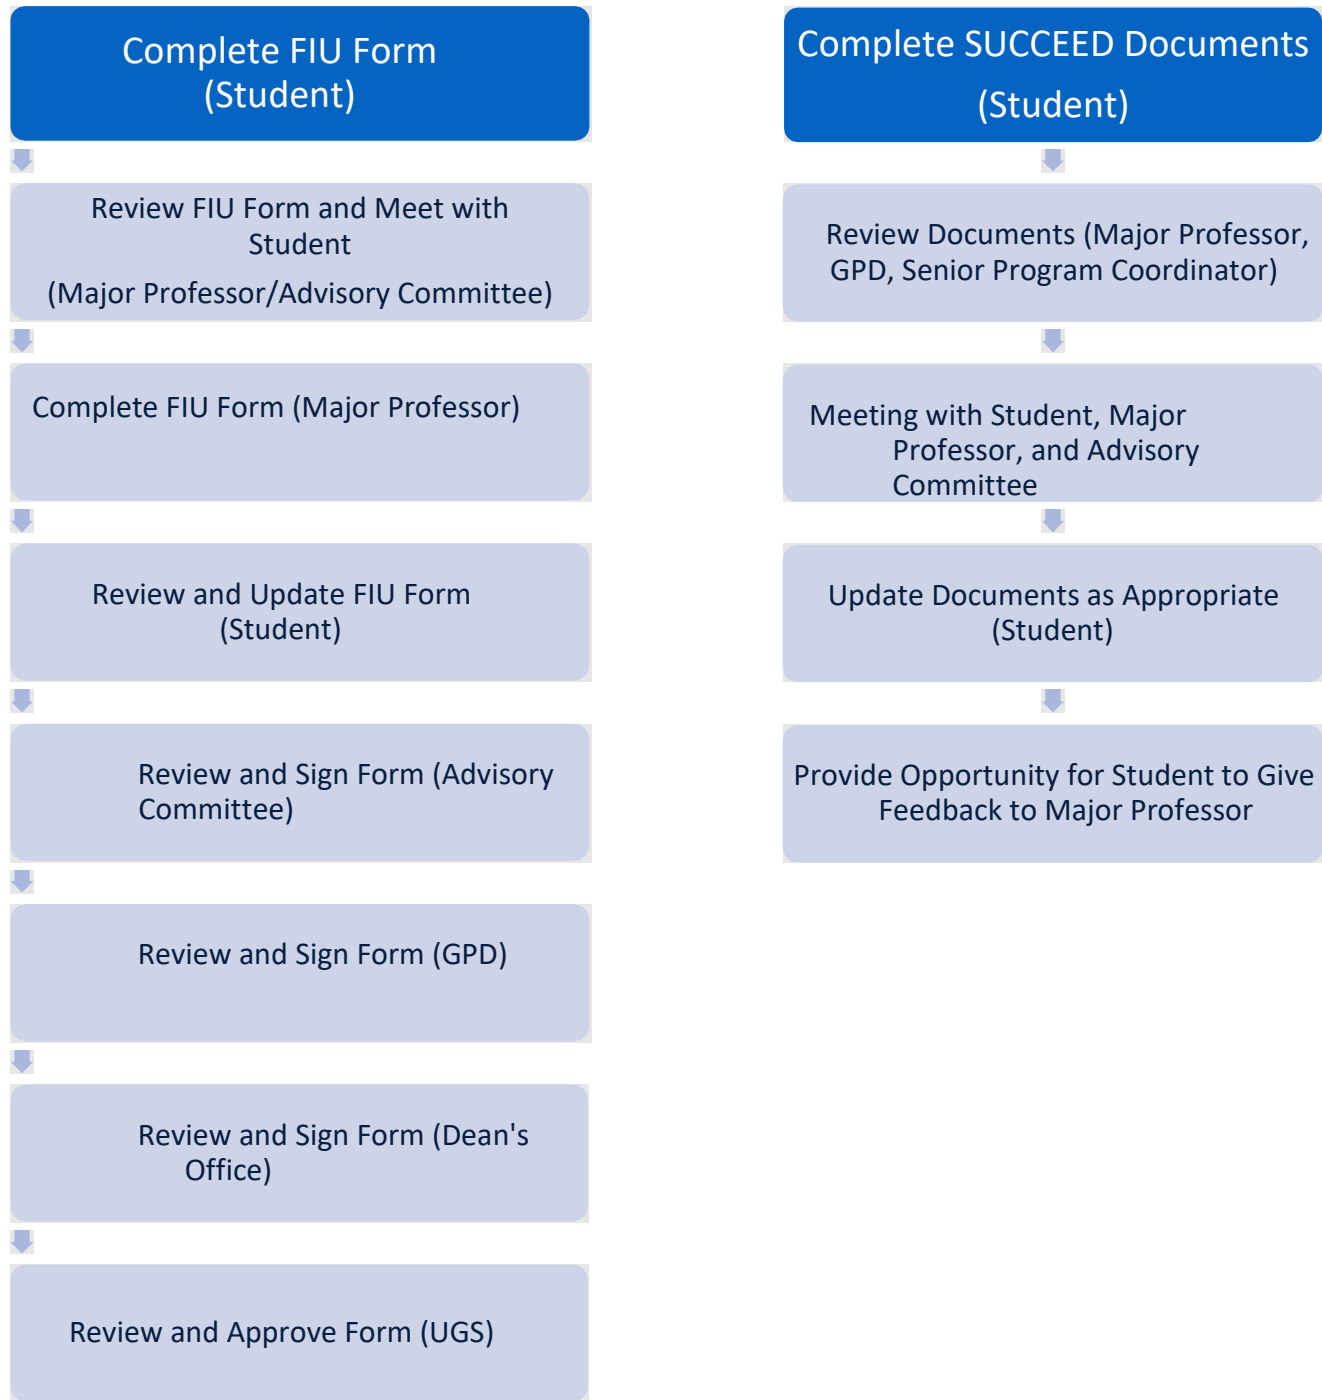 Complete FIU Form
(Student)
Review FIU Form and Meet with
Student
(Major Professor/Advisory Committee)
Complete FIU Form (Major Professor)
Review and Update FIU Form
(Student)
Review and Sign Form (Advisory
Committee)
Review and Sign Form (GPD)
Review and Sign Form (Dean's
Office)
Review and Approve Form (UGS)
Complete SUCCEED Documents
(Student)
Review Documents (Major Professor,
GPD, Senior Program Coordinator)
Meeting with Student, Major
Professor, and Advisory
Committee
Update Documents as Appropriate
(Student)
Provide Opportunity for Student to Give
Feedback to Major Professor